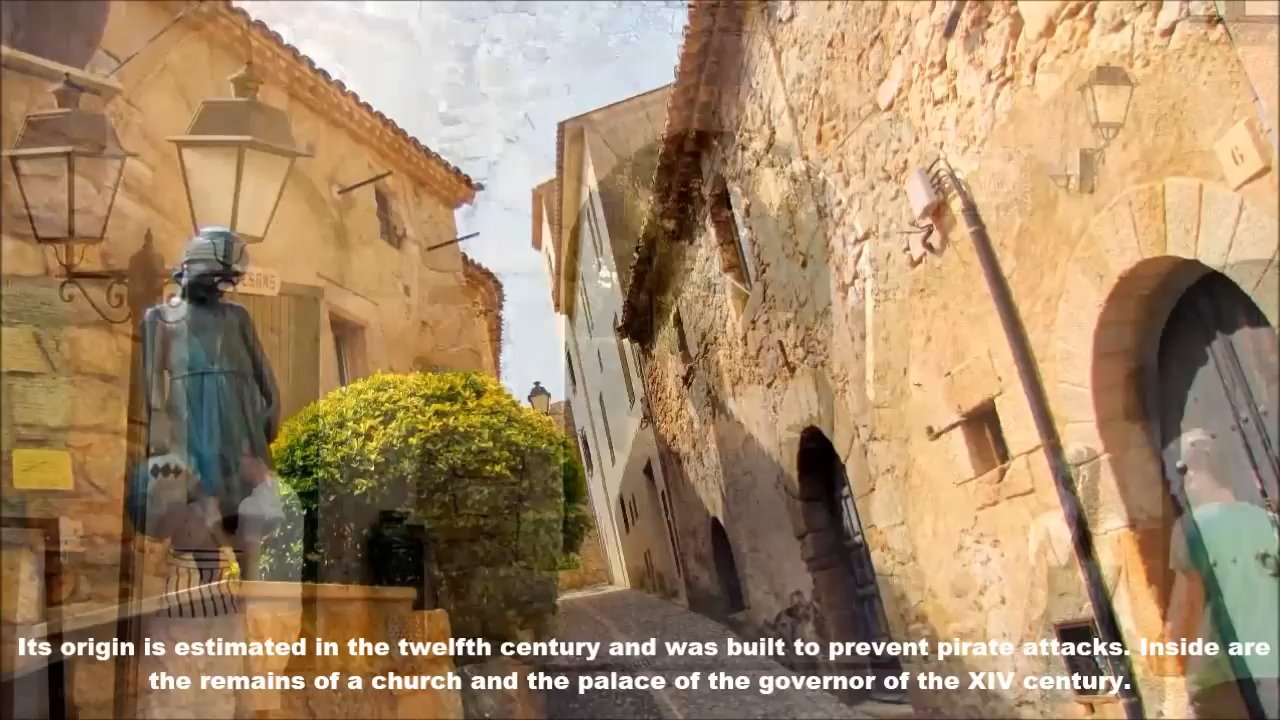 6
Its origin is estimated in the twelfth century and was built to prevent pirate attacks. Inside are
the remains of a church and the palace of the governor of the XIV century.